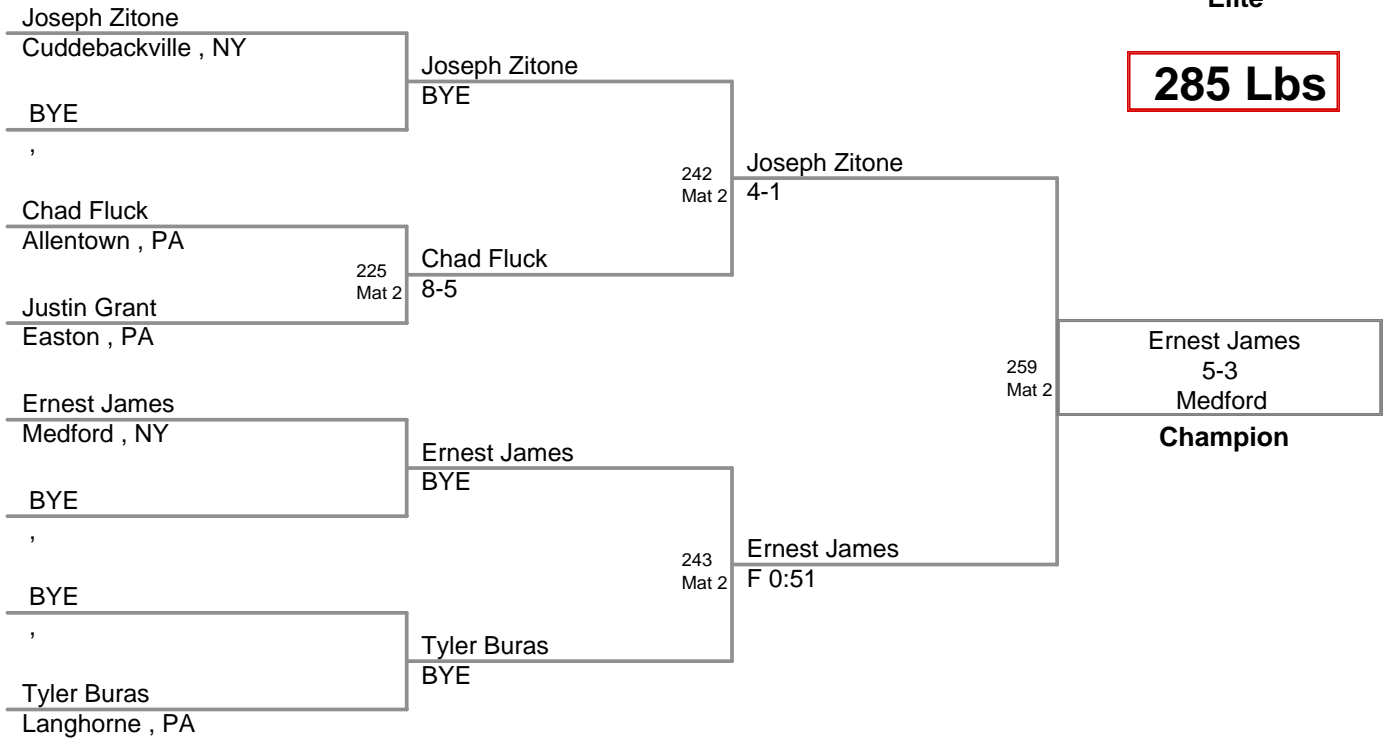 Elite
285 Lbs
Joseph Zitone
Cuddebackville , NY
BYE
,
Chad Fluck
Allentown , PA
Justin Grant
Easton , PA
Ernest James
Medford , NY
BYE
,
BYE
,
Tyler Buras
Langhorne , PA
Joseph Zitone
BYE
225
Mat 2
Chad Fluck
8-5
Ernest James
BYE
Tyler Buras
BYE
242
Mat 2
Joseph Zitone
4-1
243
Mat 2
Ernest James
F 0:51
259
Mat 2
Ernest James
5-3
Medford
Champion